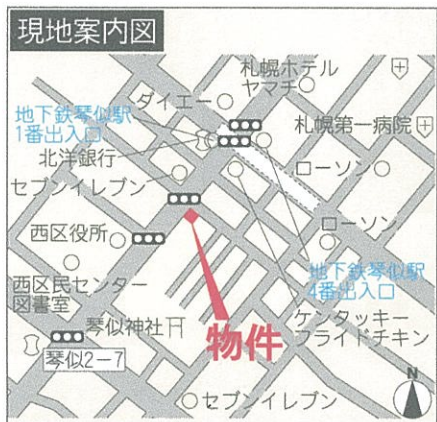 現地案内図
札幌ホテル
ヤマチ
ダイエー
地下鉄琴似駅
1番出入口
札幌第一病院
北洋銀行
ローソン
セブンイレブン
ローソン
西区役所
地下鉄琴似駅
4番出入口
西区民センター
図書室
ケンタッキー
フライドチキン
琴似神社
物件
琴似2−7
セブンイレブン
N